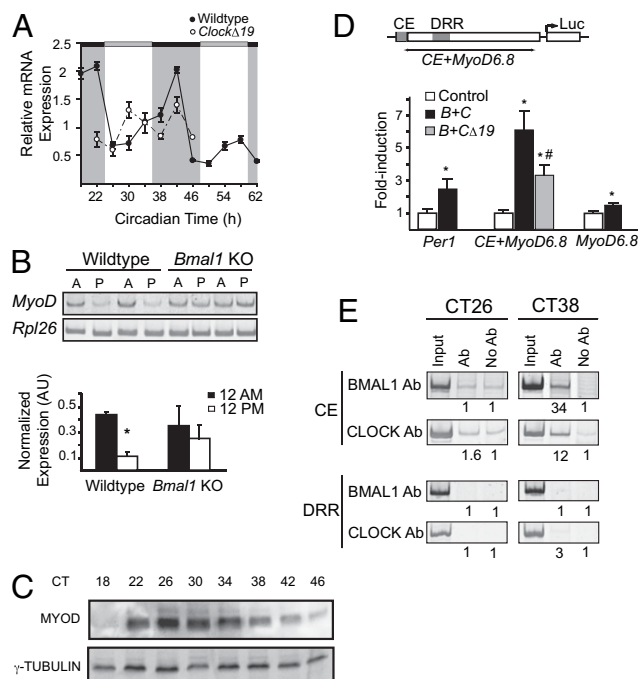 A
Wildtype
ClockΔ19
Relative mRNA
Expression
2.5
2
1.5
1
0.5
22
30
38
46
54
62
Circadian Time (h)
B
Wildtype
Bmal1 KO
A P A P A P A P
MyoD
Rpl26
Normalized
Expression (AU)
0.5
0.3
0.1
12 AM
12 PM
*
Wildtype
Bmal1 KO
C
CT 18 22 26 30 34 38 42 46
MYOD
γ-TUBULIN
D
CE DRR Luc
CE+MyoD6.8
Control
B+C
B+CΔ19
Fold-induction
7
5
3
1
*
*
*#
*
Per1
CE+MyoD6.8
MyoD6.8
E
CT26
CT38
Input Ab No Ab Input Ab No Ab
CE
BMAL1 Ab
1 1 34 1
CLOCK Ab
1.6 1 12 1
DRR
BMAL1 Ab
1 1 1 1
CLOCK Ab
1 1 3 1